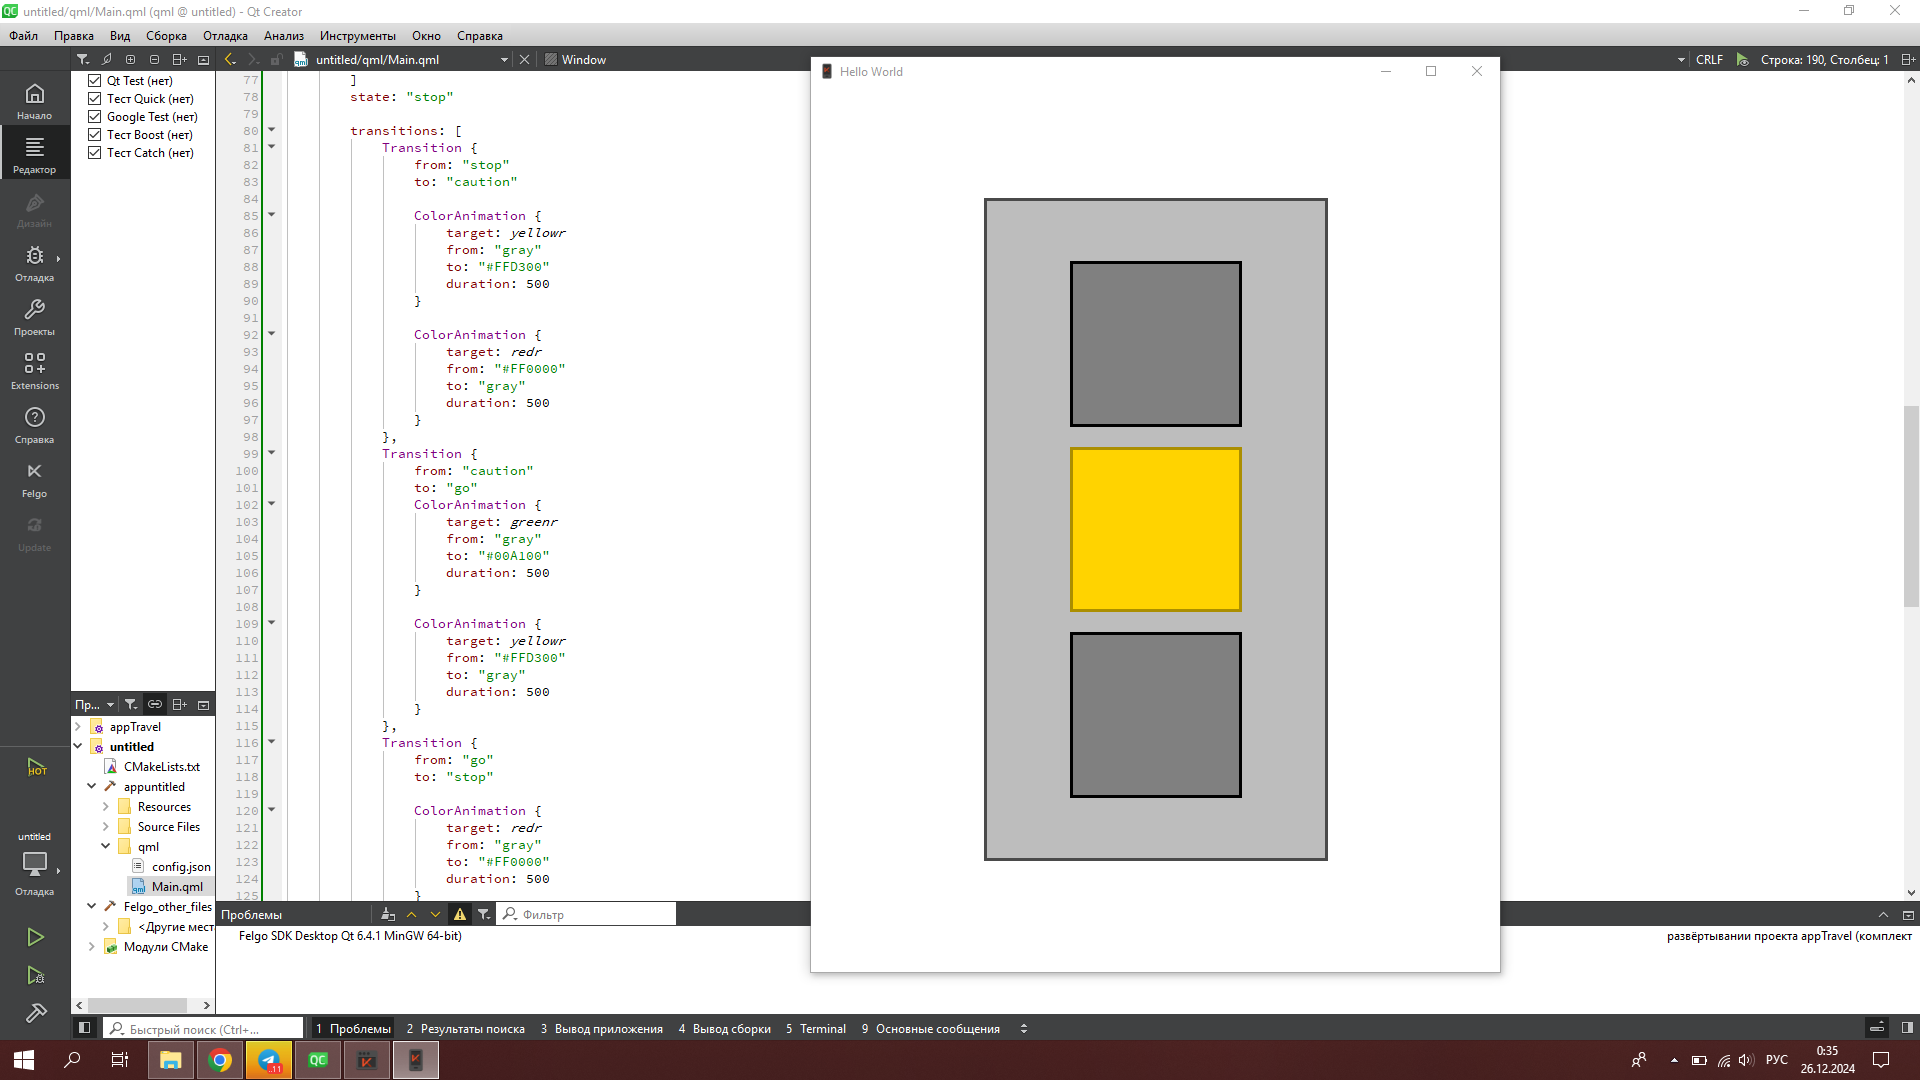 untitled/qml/Main.qml (qml @ untitled) - Qt Creator
Файл Правка Вид Сборка Отладка Анализ Инструменты Окно Справка
untitled/qml/Main.qml Window CRLF Строка: 190, Столбец: 1
Начало
Редактор
Дизайн
Отладка
Проекты
Extensions
Справка
Felgo
Update
HOT
untitled
Отладка
Qt Test (нет)
Тест Quick (нет)
Google Test (нет)
Тест Boost (нет)
Тест Catch (нет)
Пр...
appTravel
untitled
CMakeLists.txt
appuntitled
Resources
Source Files
qml
config.json
Main.qml
Felgo_other_files
<Другие мест
Модули CMake
77 ]
78 state: "stop"
79
80 transitions: [
81 Transition {
82 from: "stop"
83 to: "caution"
84
85 ColorAnimation {
86 target: yellowr
87 from: "gray"
88 to: "#FFD300"
89 duration: 500
90 }
91
92 ColorAnimation {
93 target: redr
94 from: "#FF0000"
95 to: "gray"
96 duration: 500
97 }
98 },
99 Transition {
100 from: "caution"
101 to: "go"
102 ColorAnimation {
103 target: greenr
104 from: "gray"
105 to: "#00A100"
106 duration: 500
107 }
108
109 ColorAnimation {
110 target: yellowr
111 from: "#FFD300"
112 to: "gray"
113 duration: 500
114 }
115 },
116 Transition {
117 from: "go"
118 to: "stop"
119
120 ColorAnimation {
121 target: redr
122 from: "gray"
123 to: "#FF0000"
124 duration: 500
125 }
Hello World
Проблемы Фильтр
Felgo SDK Desktop Qt 6.4.1 MinGW 64-bit) развёртывании проекта appTravel (комплект
Быстрый поиск (Ctrl+... 1 Проблемы 2 Результаты поиска 3 Вывод приложения 4 Вывод сборки 5 Terminal 9 Основные сообщения
QC
..11
РУС
0:35
26.12.2024